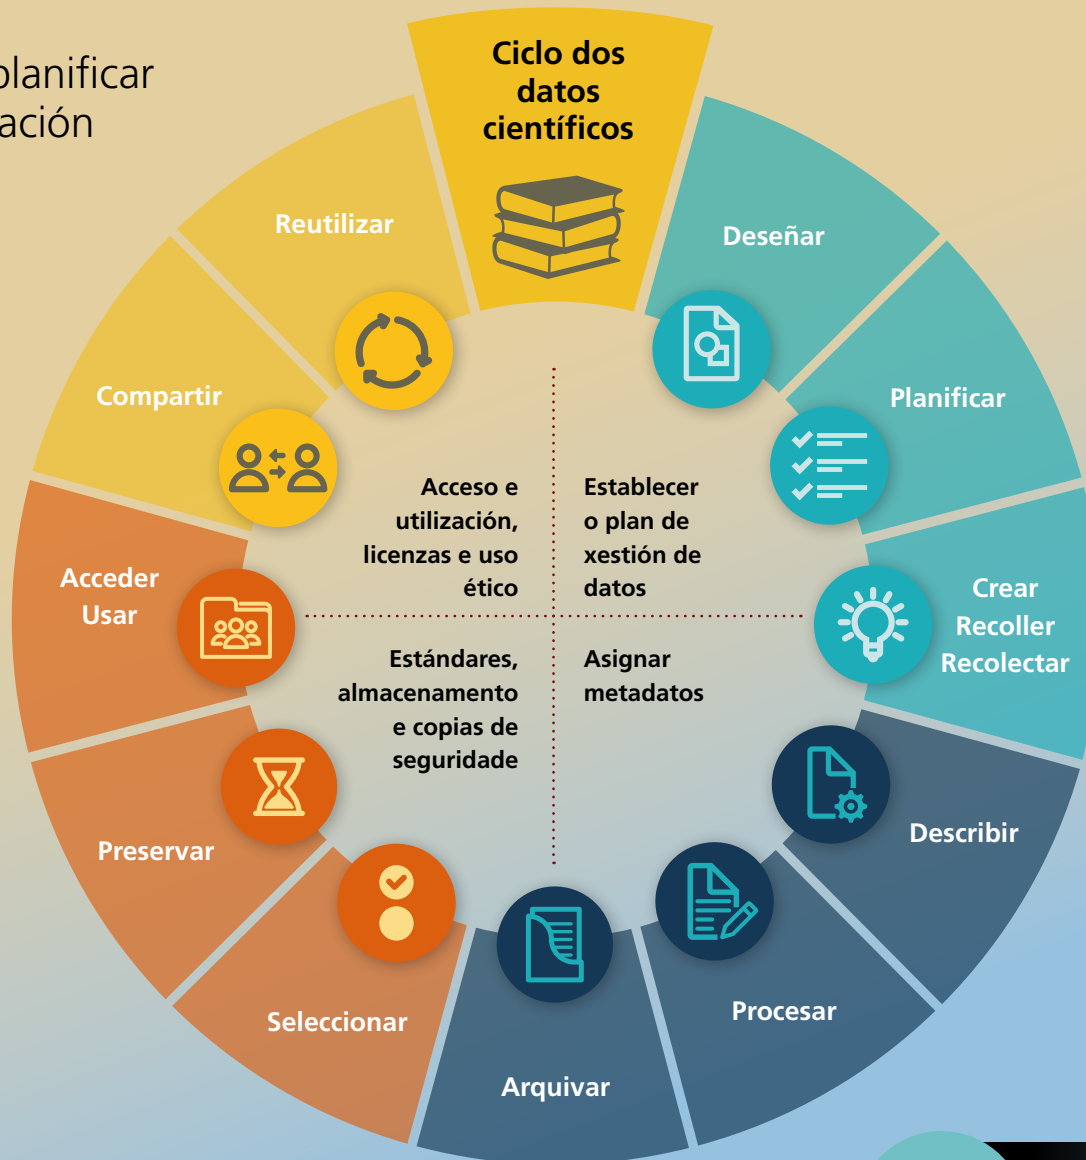 planificar
ación
Ciclo dos
datos
científicos
Deseñar
Planificar
Crear
Recoller
Recolectar
Describir
Procesar
Arquivar
Seleccionar
Preservar
Acceder
Usar
Compartir
Reutilizar
Acceso e
utilización,
licenzas e uso
ético
Establecer
o plan de
xestión de
datos
Estándares,
almacenamento
e copias de
seguridade
Asignar
metadatos